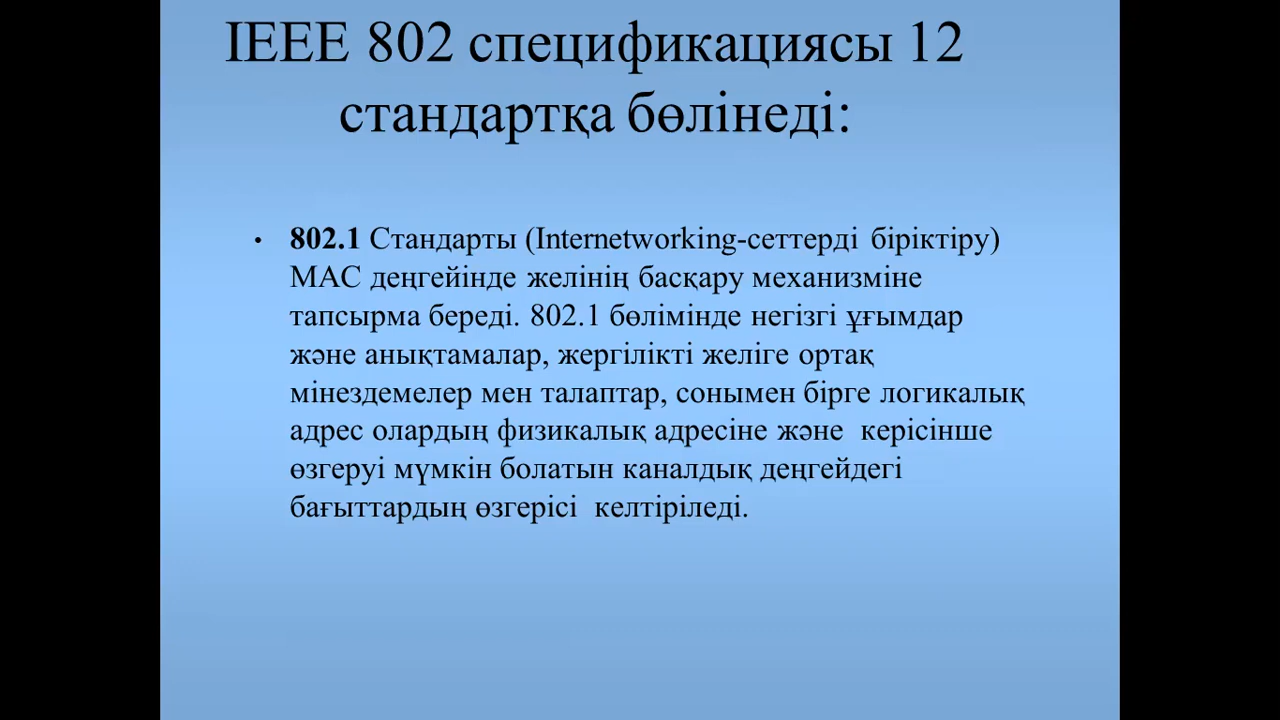 IEEE 802 спецификациясы 12
стандартқа бөлінеді:
• 802.1 Стандарты (Internetworking-сеттерді біріктіру)
MAC деңгейінде желінің басқару механизміне
тапсырма береді. 802.1 бөлімінде негізгі ұғымдар
және анықтамалар, жергілікті желіге ортақ
мінездемелер мен талаптар, сонымен бірге логикалық
адрес олардың физикалық адресіне және керісінше
өзгеруі мүмкін болатын каналдық деңгейдегі
бағыттардың өзгерісі келтіріледі.